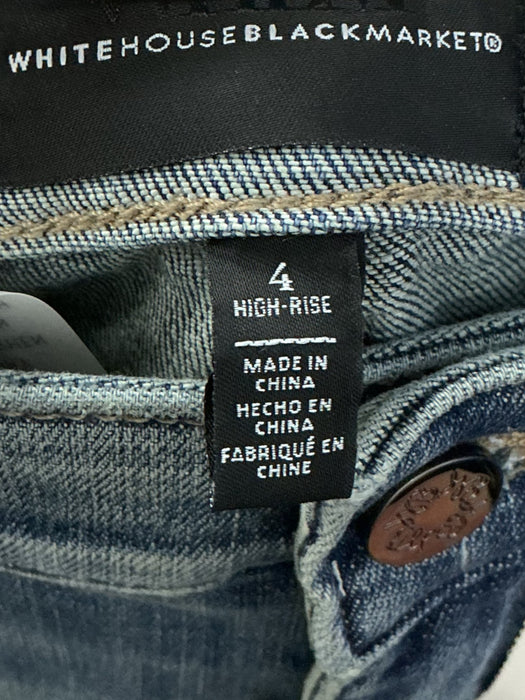 WHITEHOUSEBLACKMARKET®
4
HIGH-RISE
MADE IN
CHINA
HECHO EN
CHINA
FABRIQUÉ EN
CHINE